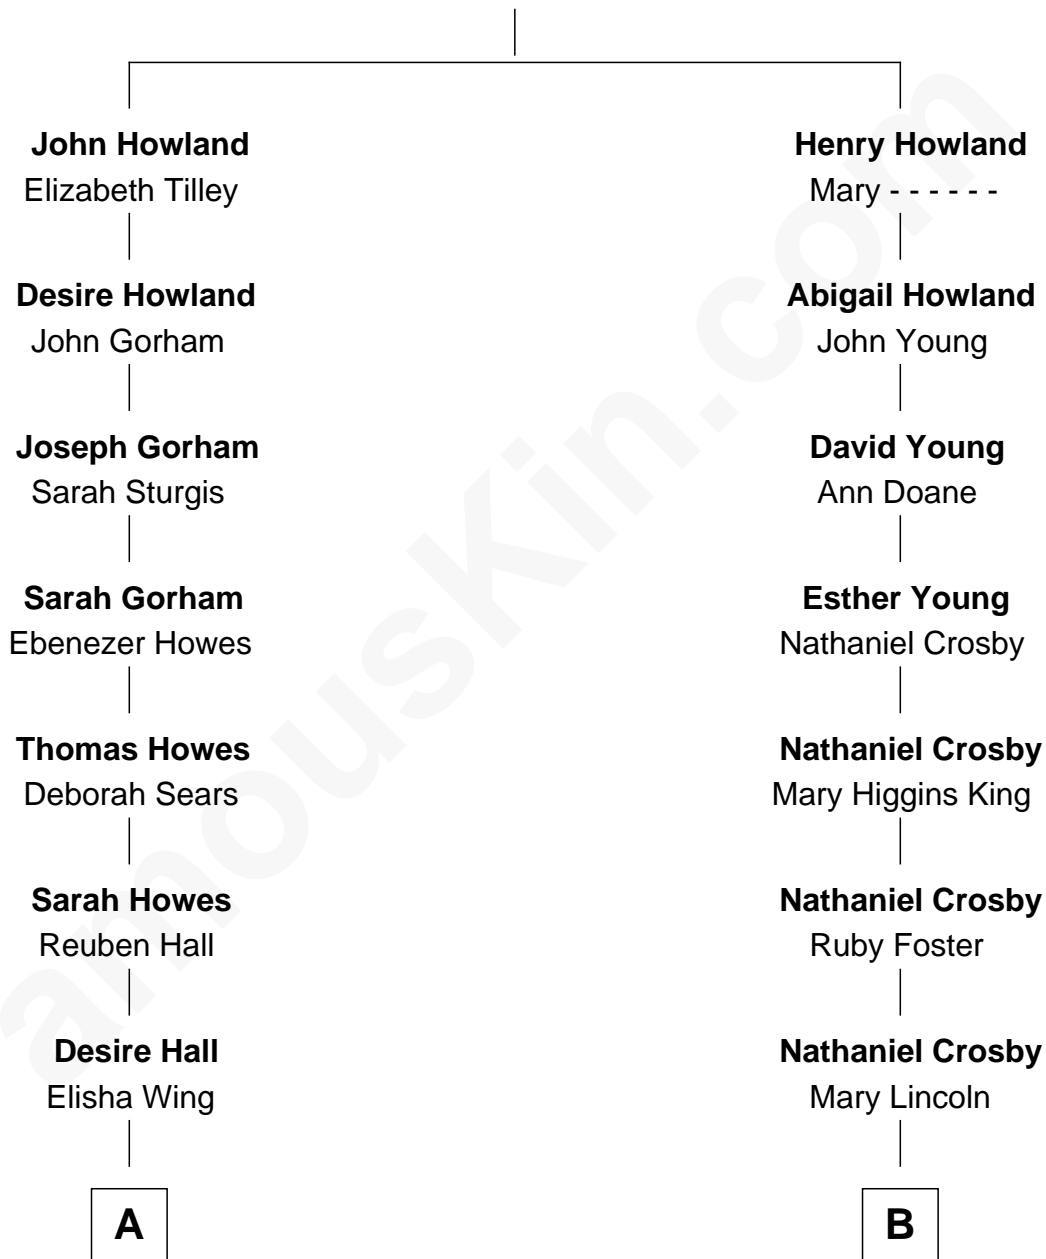 John Howland
Elizabeth Tilley
Desire Howland
John Gorham
Joseph Gorham
Sarah Sturgis
Sarah Gorham
Ebenezer Howes
Thomas Howes
Deborah Sears
Sarah Howes
Reuben Hall
Desire Hall
Elisha Wing
A
Henry Howland
Mary - - - - - -
Abigail Howland
John Young
David Young
Ann Doane
Esther Young
Nathaniel Crosby
Nathaniel Crosby
Mary Higgins King
Nathaniel Crosby
Ruby Foster
Nathaniel Crosby
Mary Lincoln
B
amouskin.com